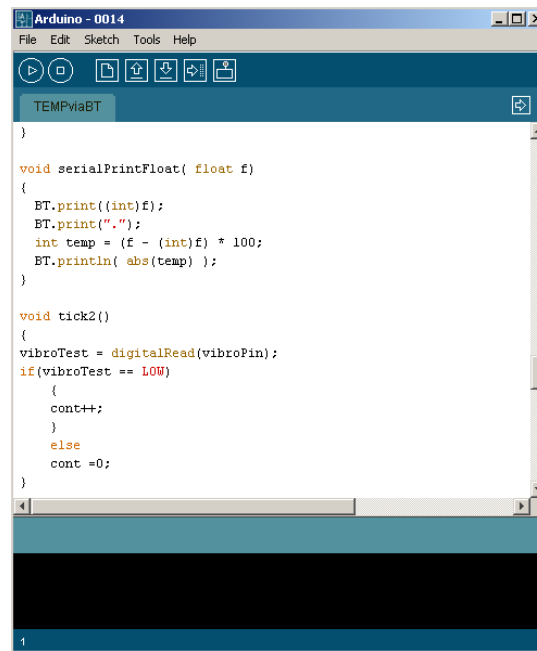 Arduino - 0014
File Edit Sketch Tools Help
TEMPviaBT
}
void serialPrintFloat( float f)
{
BT.print((int)f);
BT.print(".");
int temp = (f - (int)f) * 100;
BT.println( abs(temp) );
}
void tick2()
{
vibroTest = digitalRead(vibroPin);
if(vibroTest == LOW)
{
cont++;
}
else
cont =0;
}
1